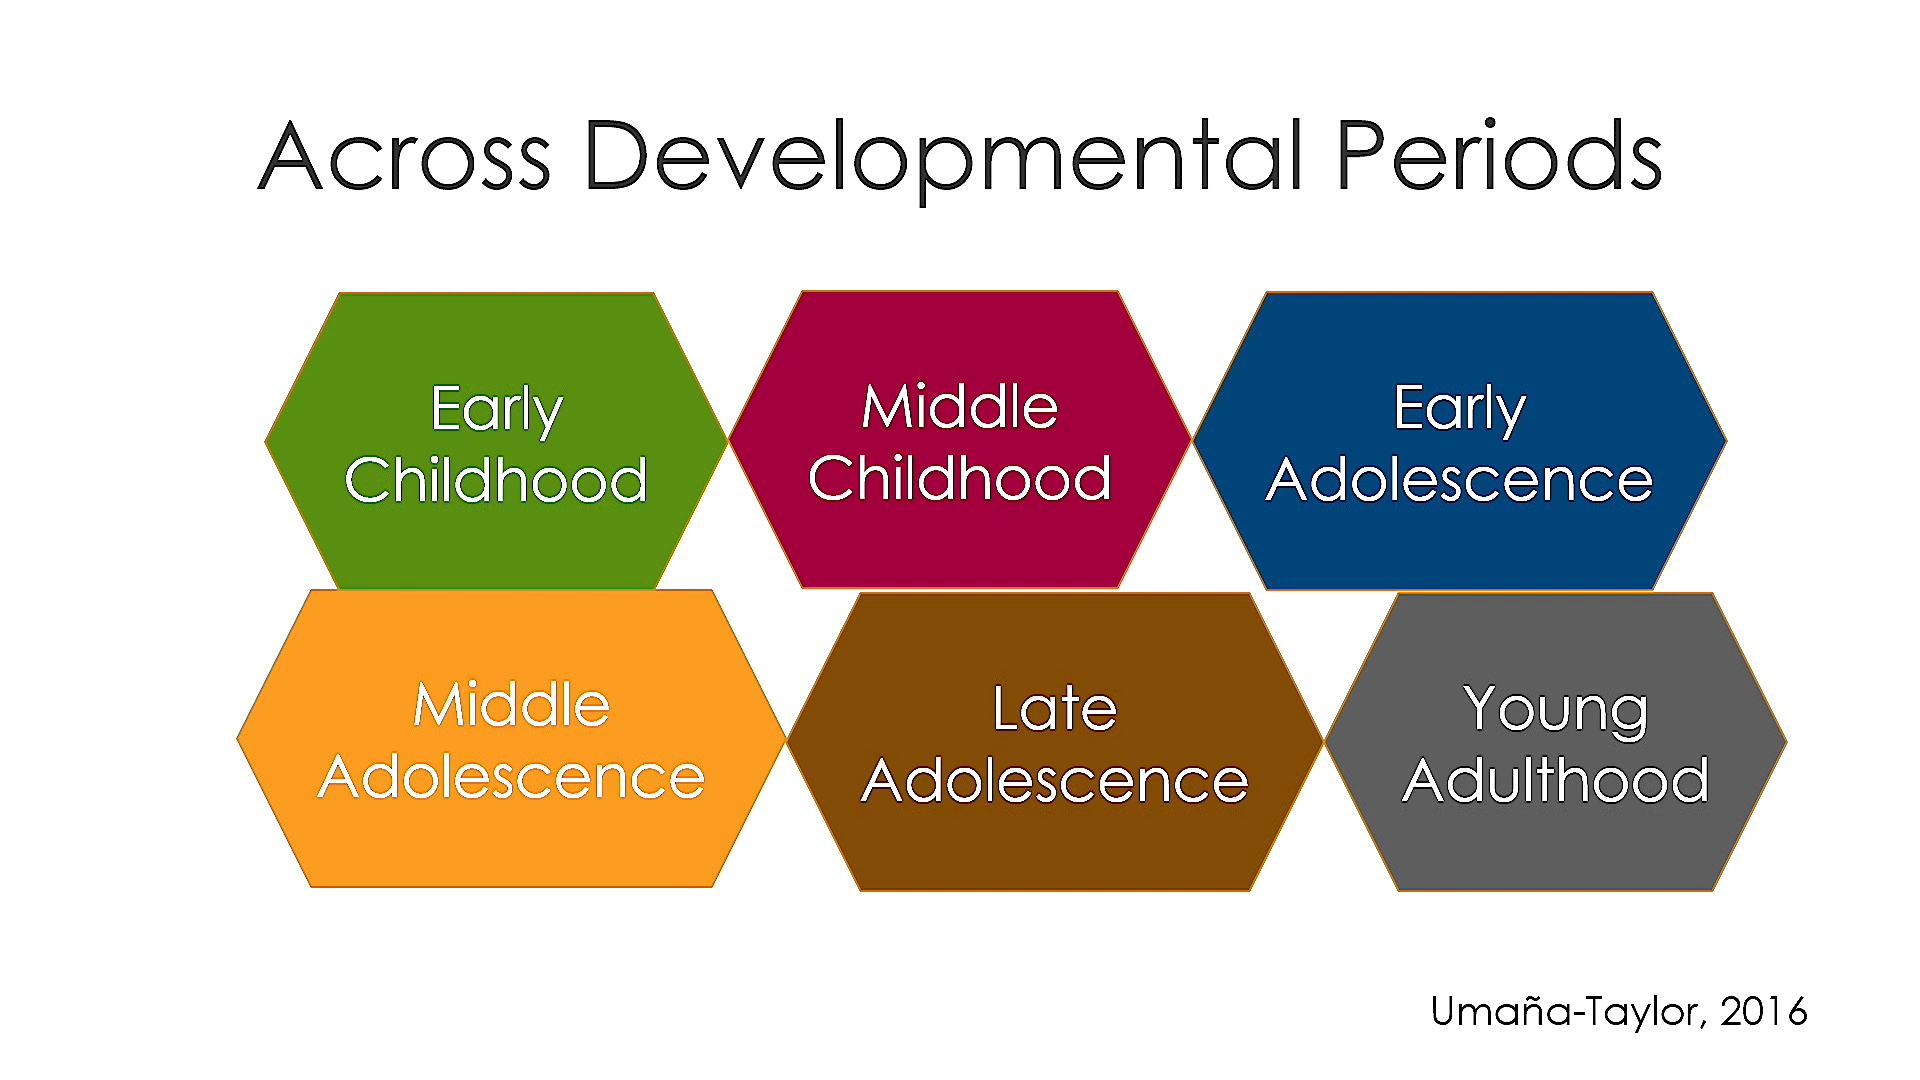 Across Developmental Periods
Early
Childhood
Middle
Childhood
Early
Adolescence
Middle
Adolescence
Late
Adolescence
Young
Adulthood
Umaña-Taylor, 2016